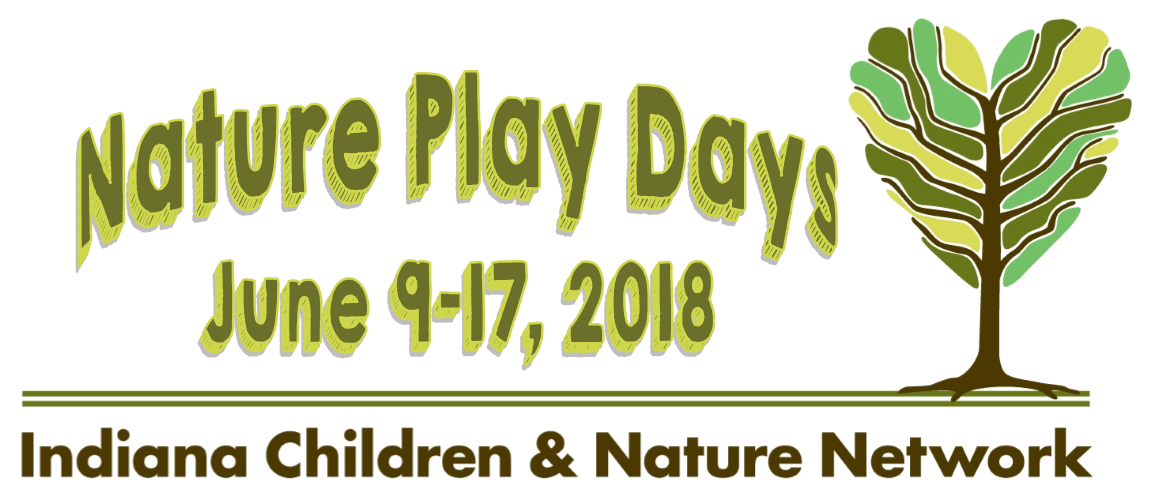 Nature Play Days
June 9-17, 2018
Indiana Children & Nature Network